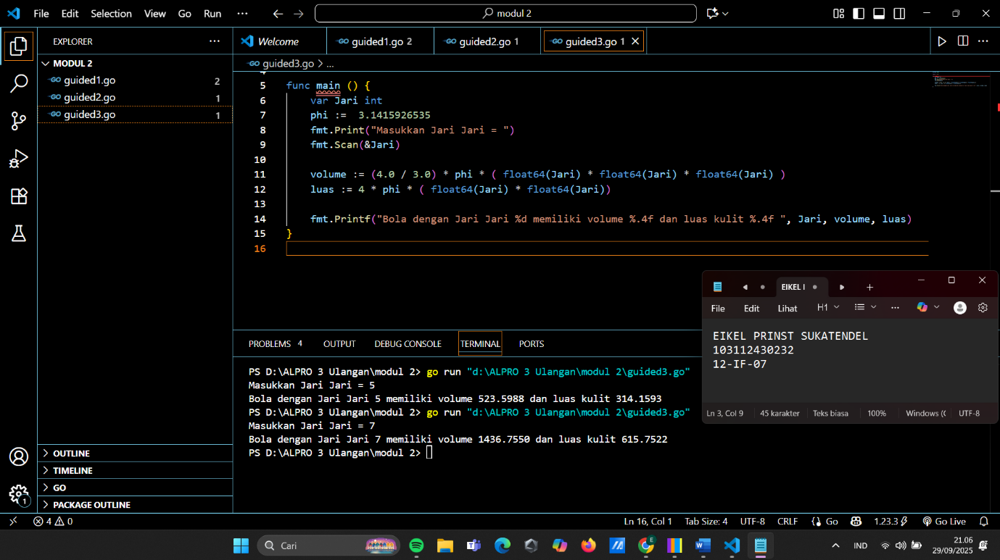 File Edit Selection View Go Run ··· modul 2
EXPLORER ···
MODUL 2
guided1.go 2
guided2.go 1
guided3.go 1
OUTLINE
TIMELINE
GO
PACKAGE OUTLINE
Welcome GO guided1.go 2 GO guided2.go 1 GO guided3.go 1
GO guided3.go > ...
5 func main () {
6 var Jari int
7 phi :=  3.1415926535
8 fmt.Print("Masukkan Jari Jari = ")
9 fmt.Scan(&Jari)
10
11 volume := (4.0 / 3.0) * phi * ( float64(Jari) * float64(Jari) * float64(Jari) )
12 luas := 4 * phi * ( float64(Jari) * float64(Jari))
13
14 fmt.Printf("Bola dengan Jari Jari %d memiliki volume %.4f dan luas kulit %.4f ", Jari, volume, luas)
15 }
16
PROBLEMS 4 OUTPUT DEBUG CONSOLE TERMINAL PORTS
PS D:\ALPRO 3 Ulangan\modul 2> go run "d:\ALPRO 3 Ulangan\modul 2\guided3.go"
Masukkan Jari Jari = 5
Bola dengan Jari Jari 5 memiliki volume 523.5988 dan luas kulit 314.1593
PS D:\ALPRO 3 Ulangan\modul 2> go run "d:\ALPRO 3 Ulangan\modul 2\guided3.go"
Masukkan Jari Jari = 7
Bola dengan Jari Jari 7 memiliki volume 1436.7550 dan luas kulit 615.7522
PS D:\ALPRO 3 Ulangan\modul 2>
EIKEL I
File Edit Lihat H1 ···
EIKEL PRINST SUKATENDEL
103112430232
12-IF-07
Ln 3, Col 9 45 karakter Teks biasa 100% Windows (C UTF-8
4 0 Ln 16, Col 1 Tab Size: 4 UTF-8 CRLF Go 1.23.3 Go Live
Cari IND 21.06
29/09/2025